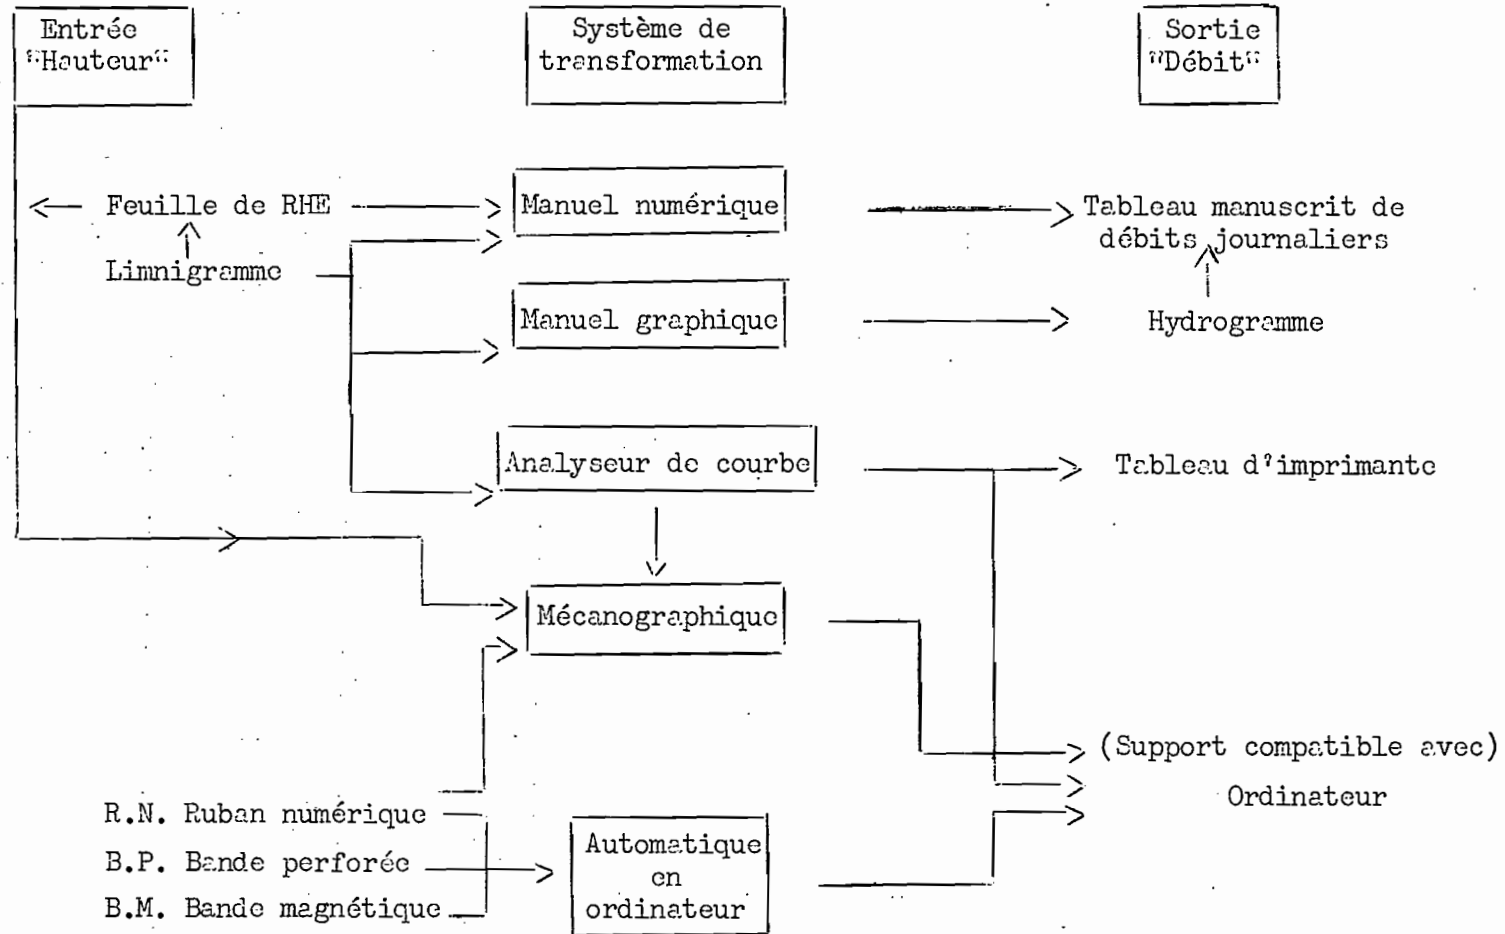 Entrée
"Hauteur"
Système de
transformation
Sortie
"Débit"
Feuille de RHE
Manuel numérique
Tableau manuscrit de
débits journaliers
Limnigramme
Manuel graphique
Hydrogramme
Analyseur de courbe
Tableau d'imprimante
Mécanographique
(Support compatible avec)
Ordinateur
R.N. Ruban numérique
B.P. Bande perforée
B.M. Bande magnétique
Automatique
en
ordinateur